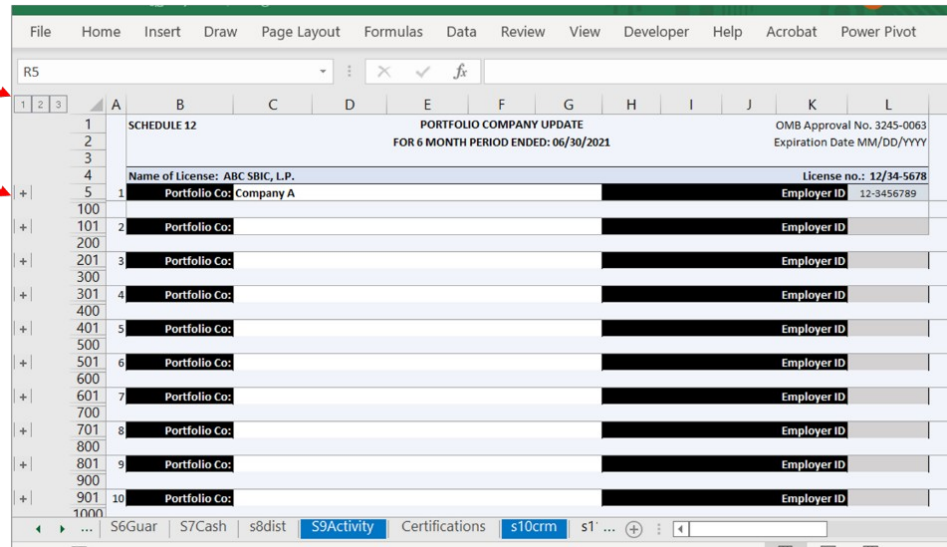 File Home Insert Draw Page Layout Formulas Data Review View Developer Help Acrobat Power Pivot
R5 fx
1 2 3 A B C D E F G H I J K L
1 SCHEDULE 12 PORTFOLIO COMPANY UPDATE OMB Approval No. 3245-0063
2 FOR 6 MONTH PERIOD ENDED: 06/30/2021 Expiration Date MM/DD/YYYY
3
4 Name of License: ABC SBIC, L.P. License no.: 12/34-5678
+ 5 1 Portfolio Co: Company A Employer ID 12-3456789
100
+ 101 2 Portfolio Co: Employer ID
200
+ 201 3 Portfolio Co: Employer ID
300
+ 301 4 Portfolio Co: Employer ID
400
+ 401 5 Portfolio Co: Employer ID
500
+ 501 6 Portfolio Co: Employer ID
600
+ 601 7 Portfolio Co: Employer ID
700
+ 701 8 Portfolio Co: Employer ID
800
+ 801 9 Portfolio Co: Employer ID
900
+ 901 10 Portfolio Co: Employer ID
1000
... S6Guar S7Cash s8dist S9Activity Certifications s10crm s1 ...